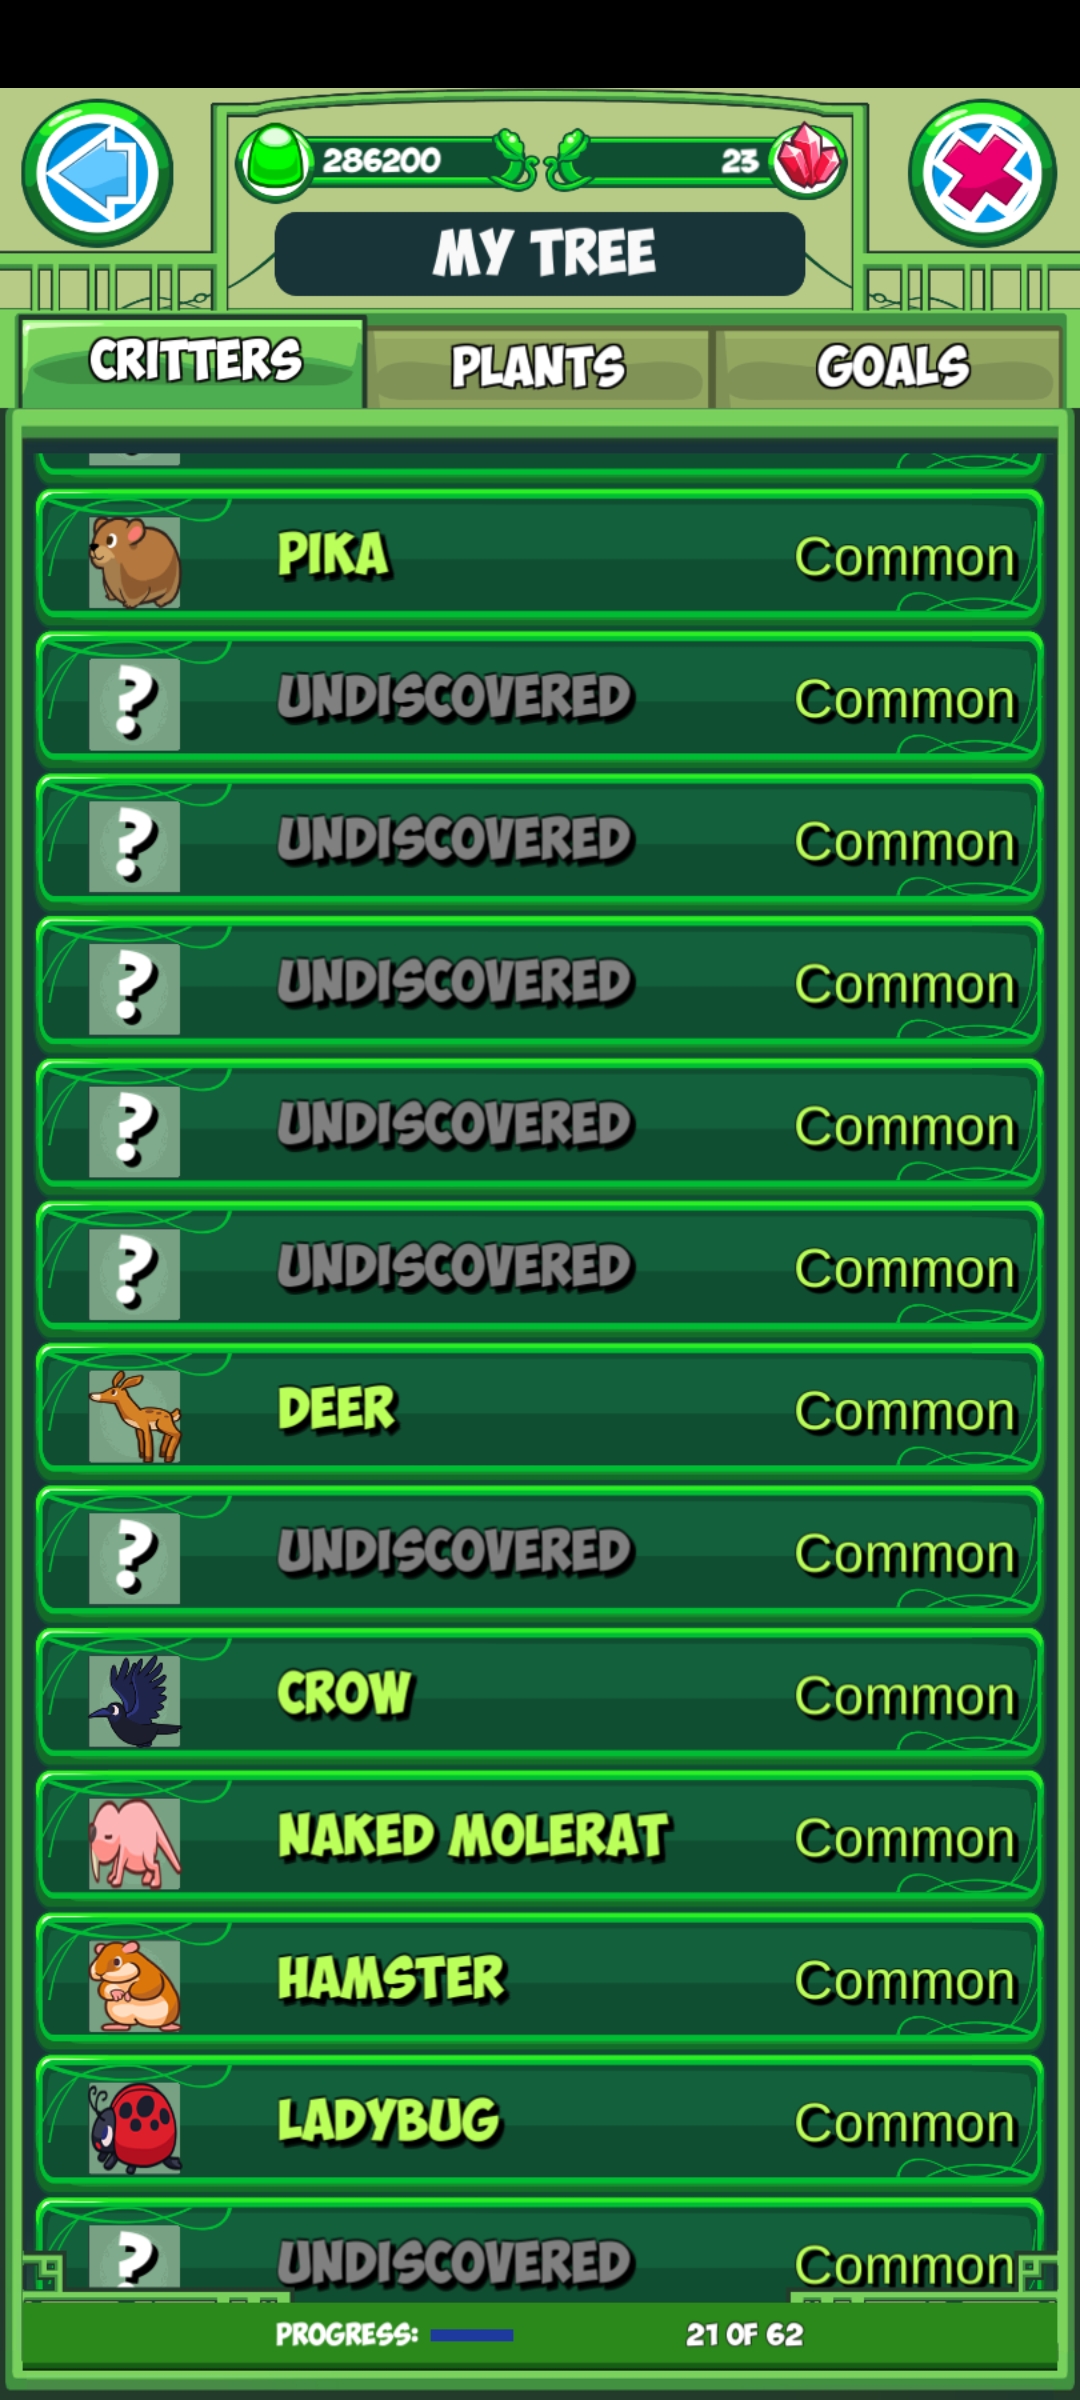 286200
23
MY TREE
CRITTERS
PLANTS
GOALS
PIKA Common
? UNDISCOVERED Common
? UNDISCOVERED Common
? UNDISCOVERED Common
? UNDISCOVERED Common
? UNDISCOVERED Common
DEER Common
? UNDISCOVERED Common
CROW Common
NAKED MOLERAT Common
HAMSTER Common
LADYBUG Common
? UNDISCOVERED Common
PROGRESS: 21 OF 62